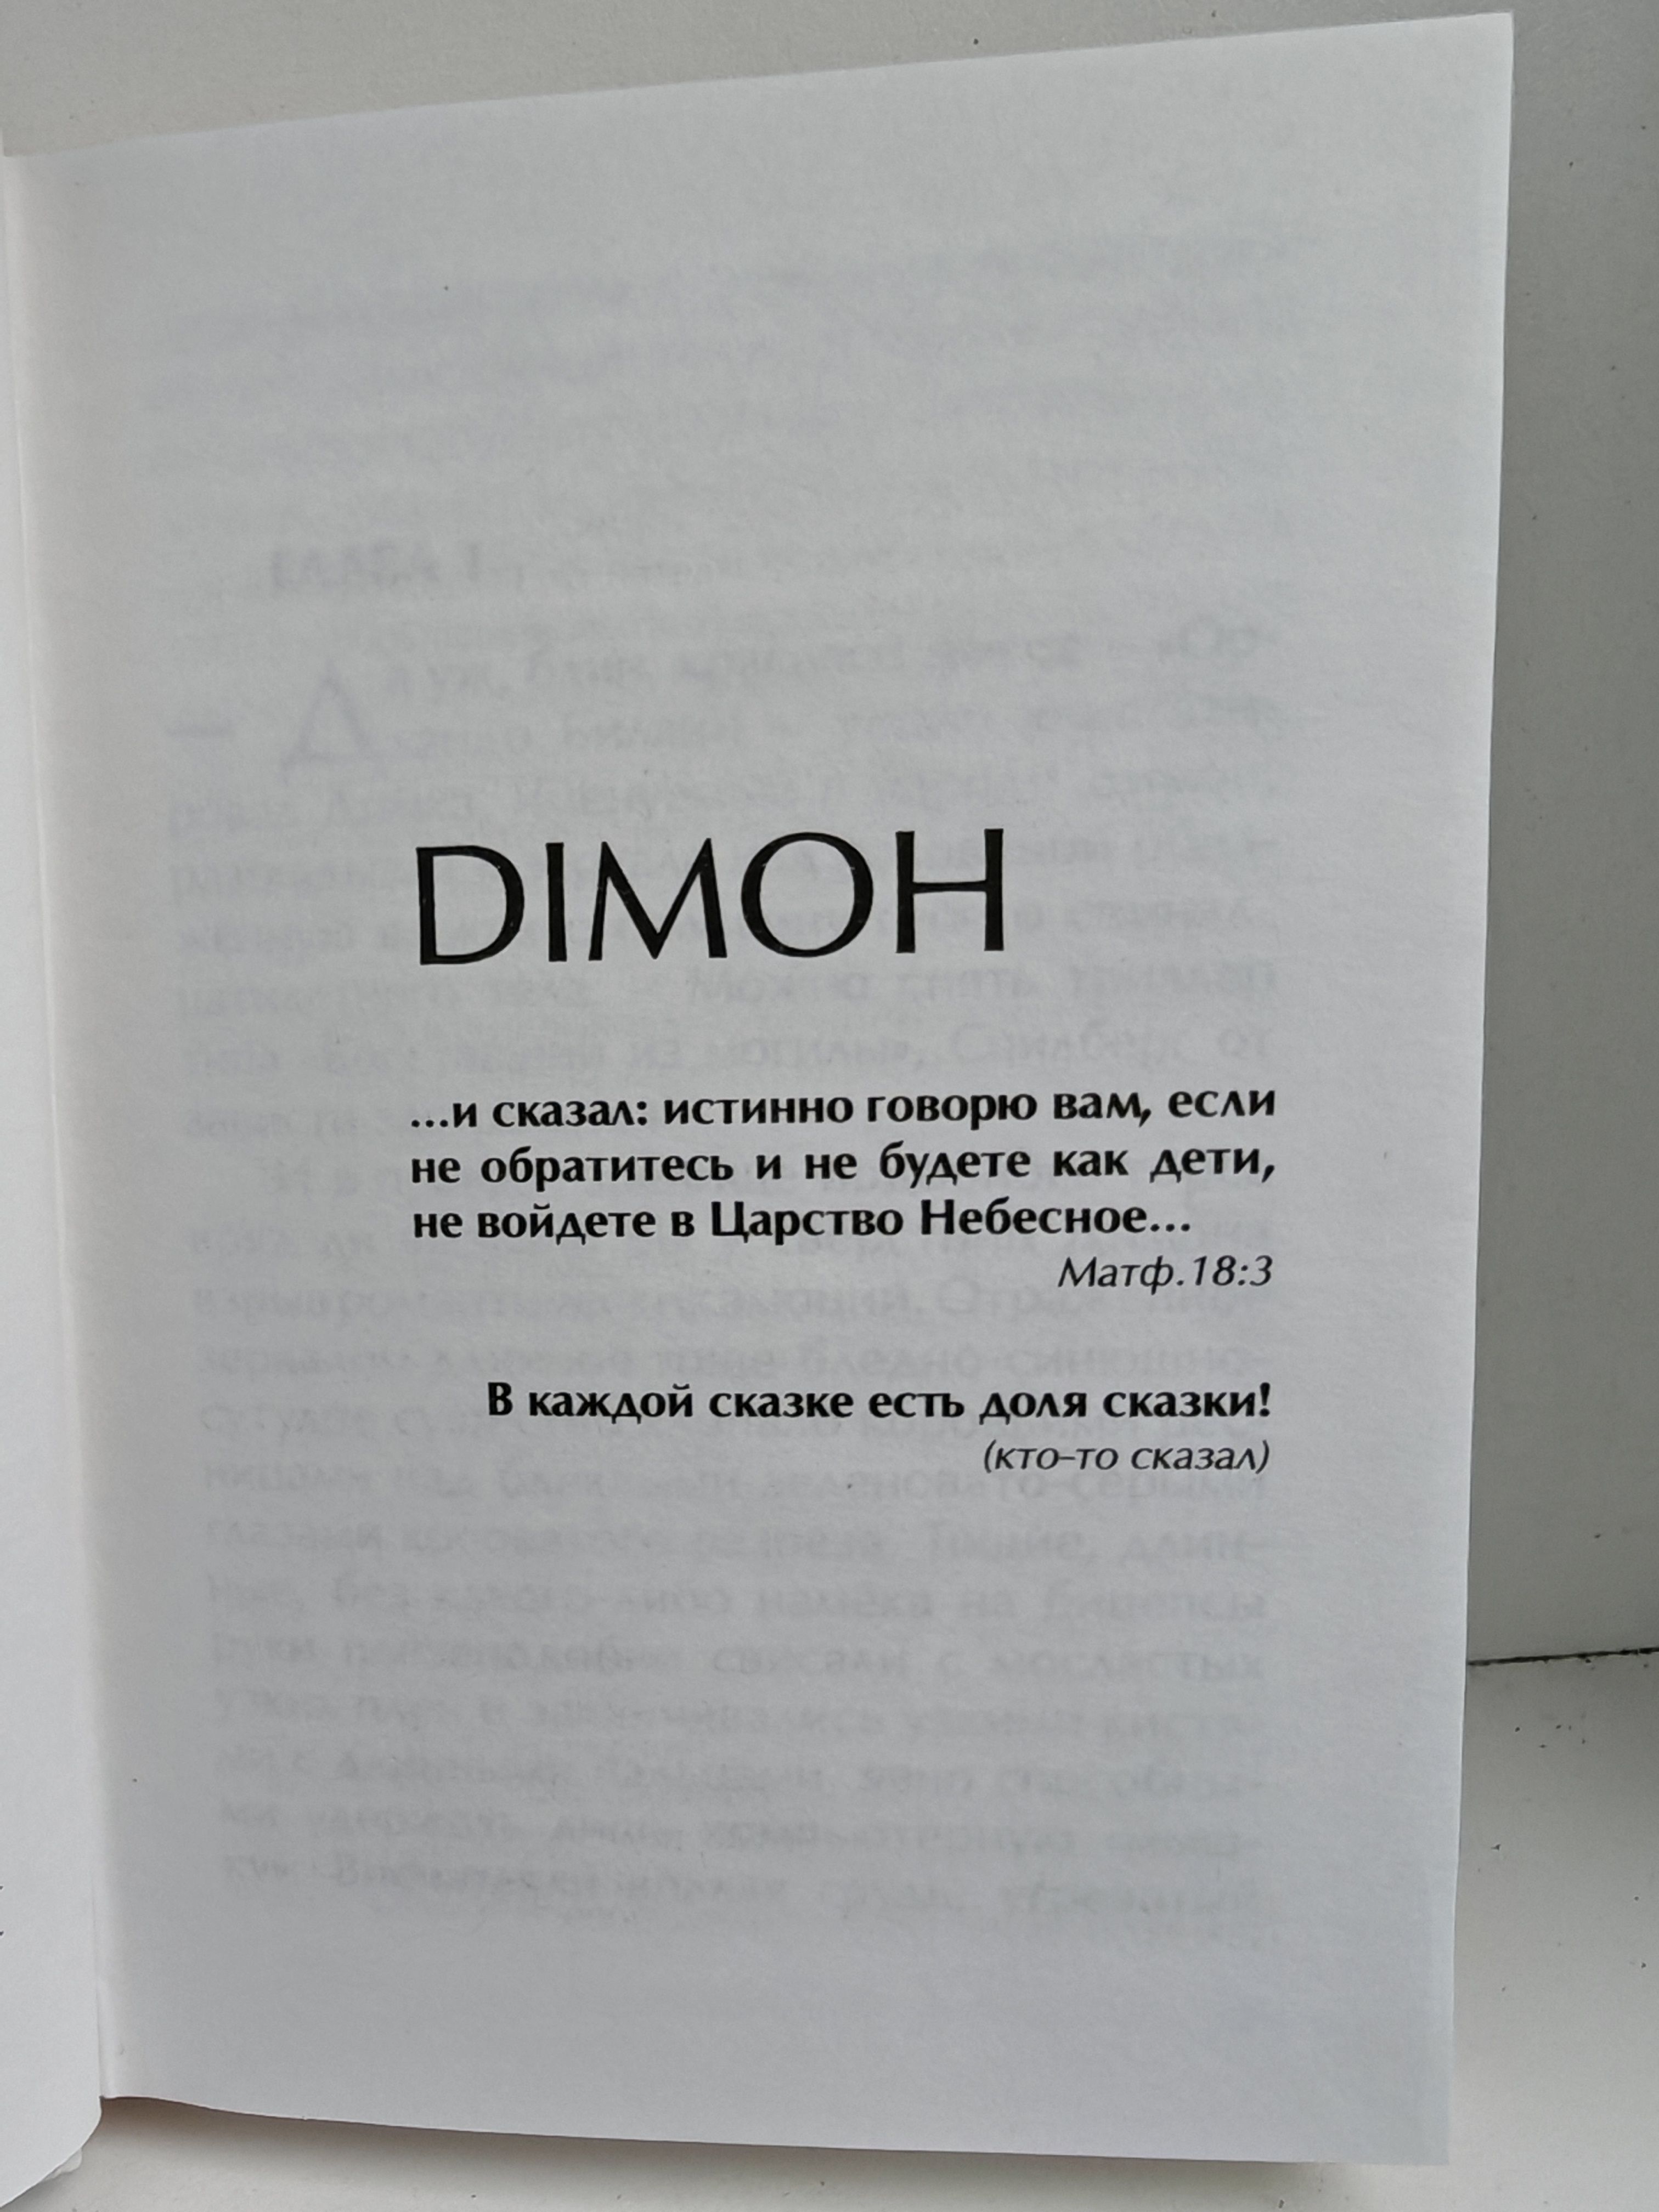 DIMОН
...и сказал: истинно говорю вам, если
не обратитесь и не будете как дети,
не войдете в Царство Небесное...
Матф.18:3
В каждой сказке есть доля сказки!
(кто-то сказал)